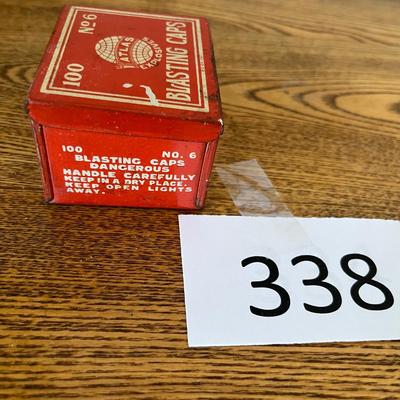 100 No 6
ATLAS
EXPLOSIVES
BLASTING CAPS
100 NO. 6
BLASTING CAPS
DANGEROUS
HANDLE CAREFULLY
KEEP IN A DRY PLACE.
KEEP OPEN LIGHTS
AWAY.
338